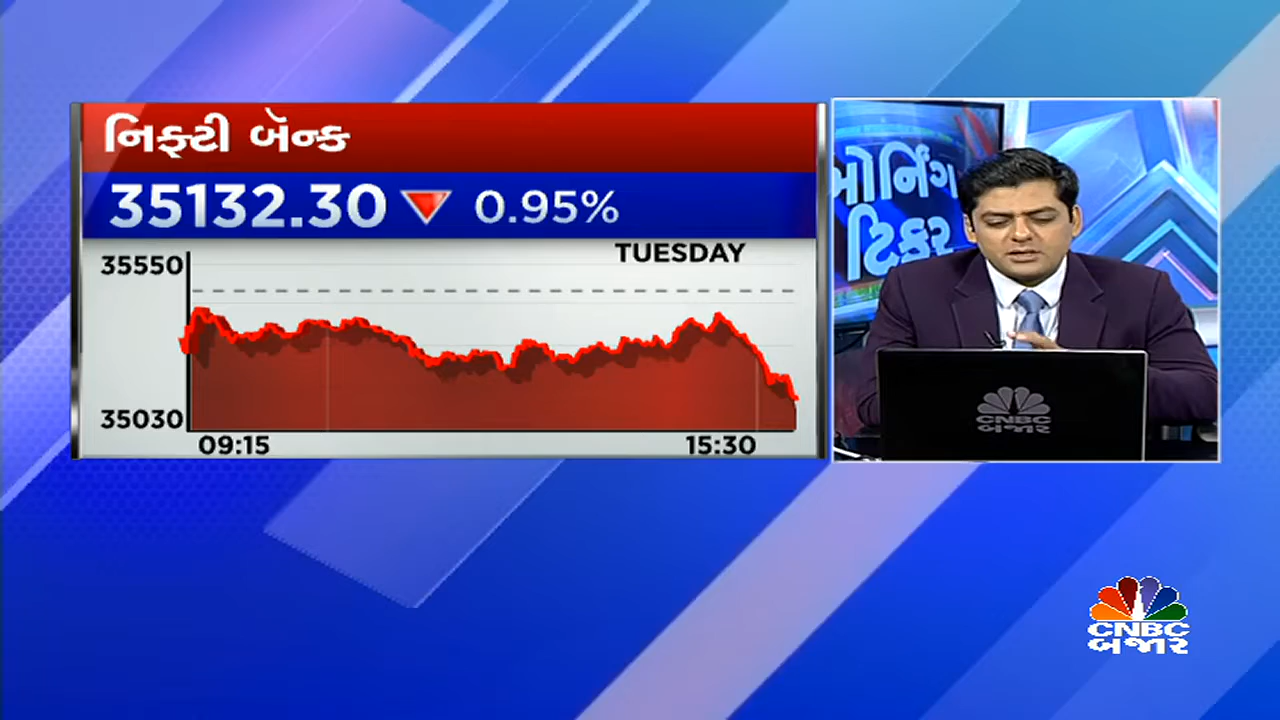 નિફ્ટી બૅન્ક
35132.30 0.95%
TUESDAY
35550
35030
09:15 15:30
મોર્નિંગ
ટિકર
CNBC
બજાર
CNBC
બજાર